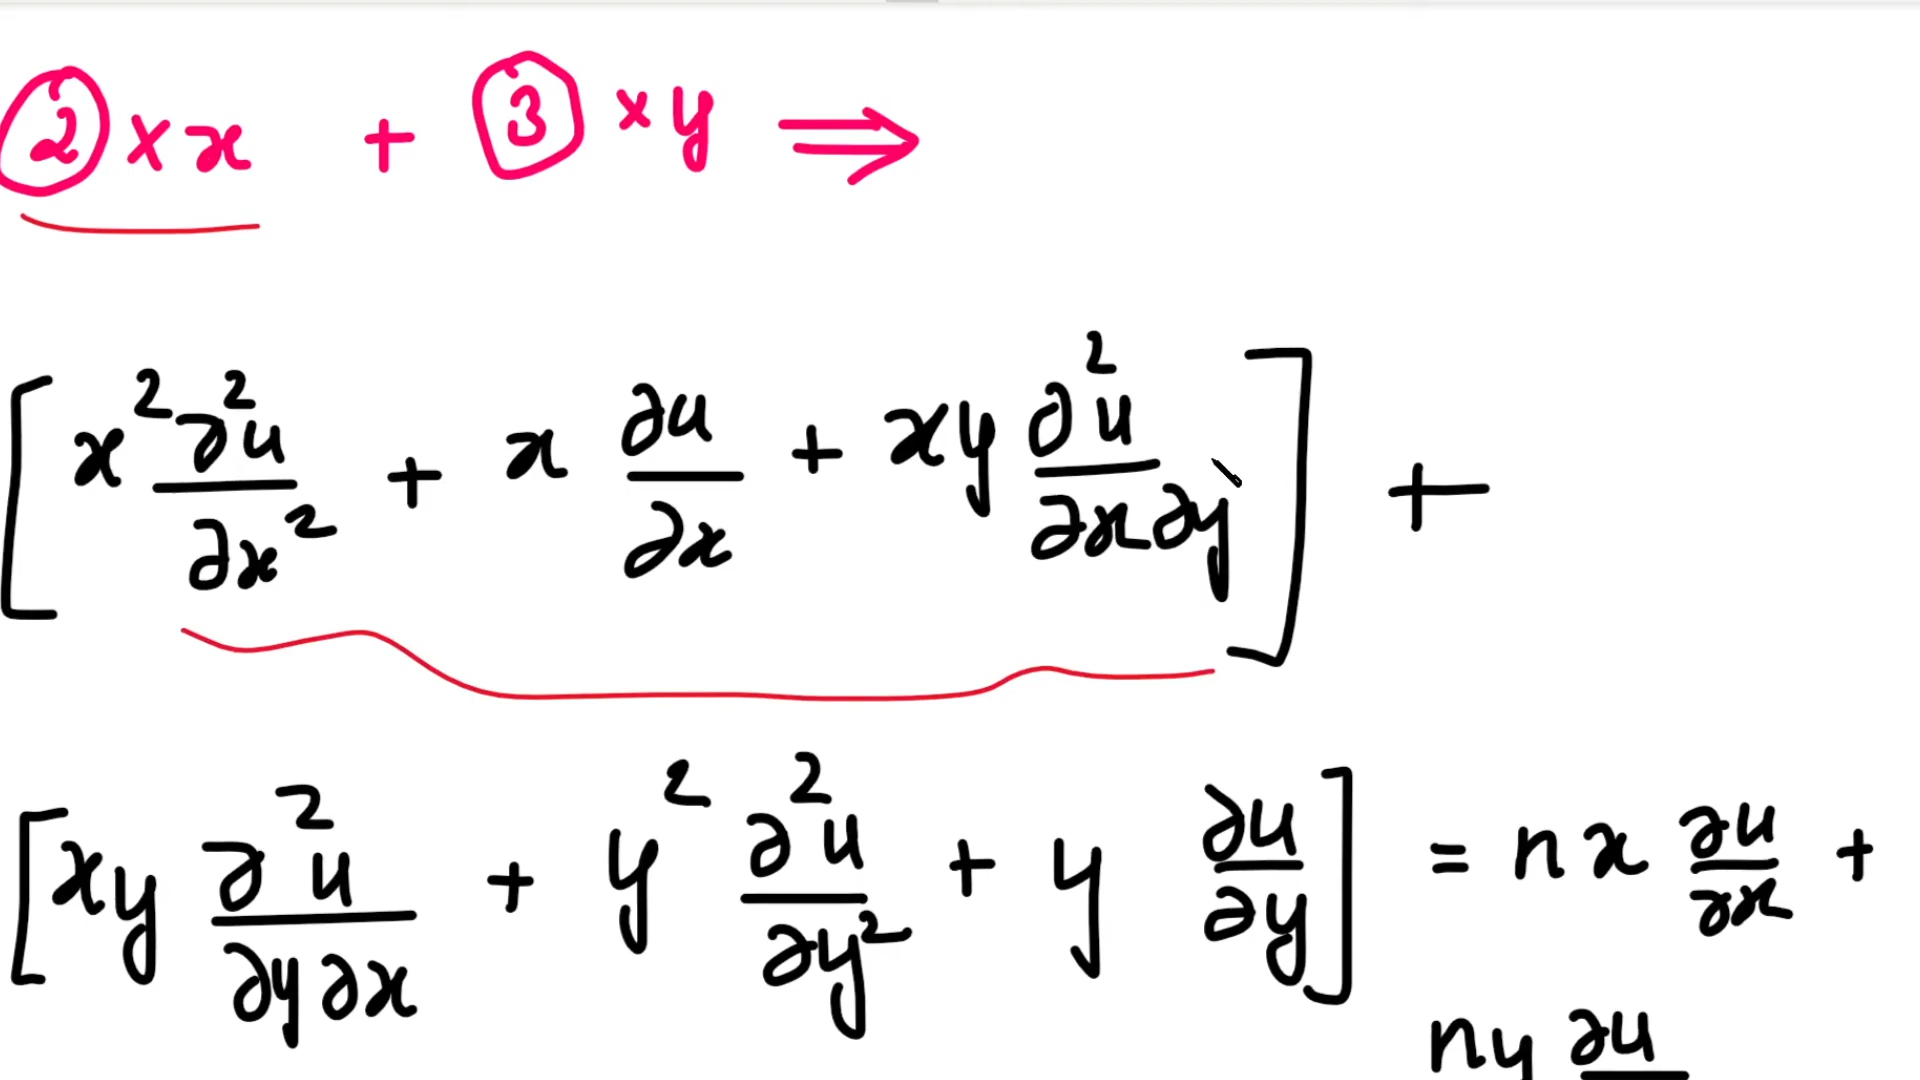 ② × x + ③ × y ⇒
[x² ∂²u/∂x² + x ∂u/∂x + xy ∂²u/∂x∂y] +
[xy ∂²u/∂y∂x + y² ∂²u/∂y² + y ∂u/∂y] = nx ∂u/∂x +
ny ∂u